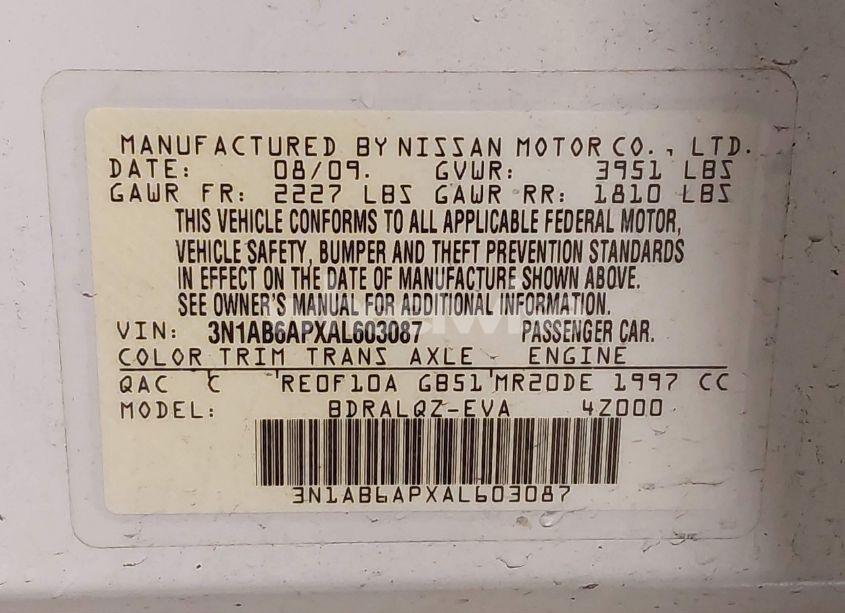 MANUFACTURED BY NISSAN MOTOR CO., LTD.
DATE: 08/09. GVWR: 3951 LBS
GAWR FR: 2227 LBS GAWR RR: 1810 LBS
THIS VEHICLE CONFORMS TO ALL APPLICABLE FEDERAL MOTOR,
VEHICLE SAFETY, BUMPER AND THEFT PREVENTION STANDARDS
IN EFFECT ON THE DATE OF MANUFACTURE SHOWN ABOVE.
SEE OWNER'S MANUAL FOR ADDITIONAL INFORMATION.
VIN: 3N1AB6APXAL603087 PASSENGER CAR.
COLOR TRIM TRANS AXLE ENGINE
QAC C RE0F10A GB51 MR20DE 1997 CC
MODEL: BDRALQZ-EVA 4Z000
3N1AB6APXAL603087